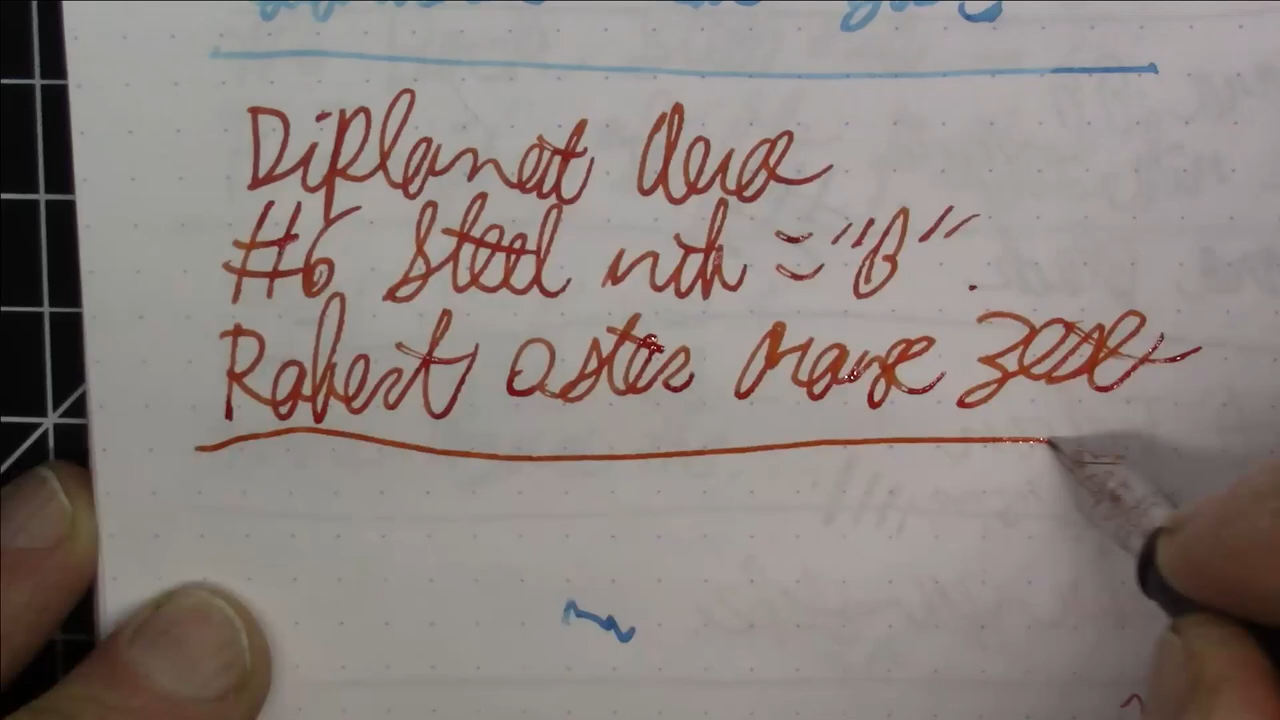 Diplomat Aero
#6 Steel nib = "B".
Robert Oster Orange Zest